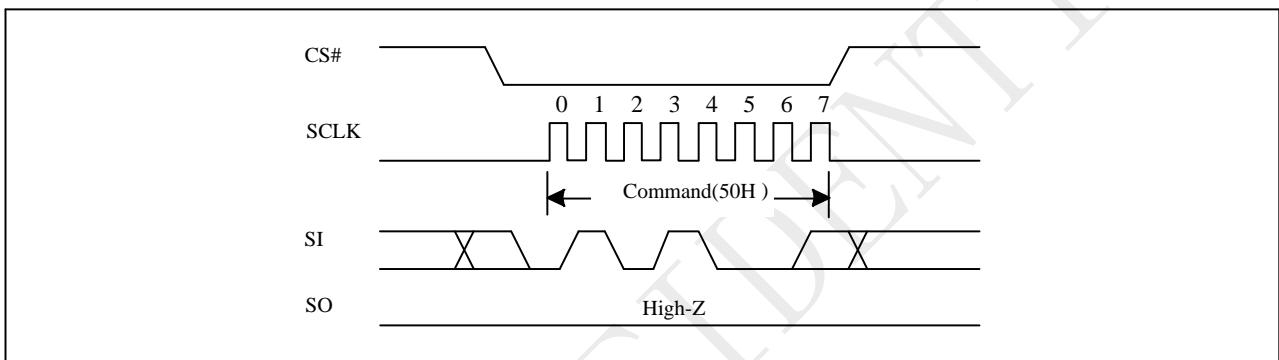 CS#
0 1 2 3 4 5 6 7
SCLK
Command(50H )
SI
SO
High-Z